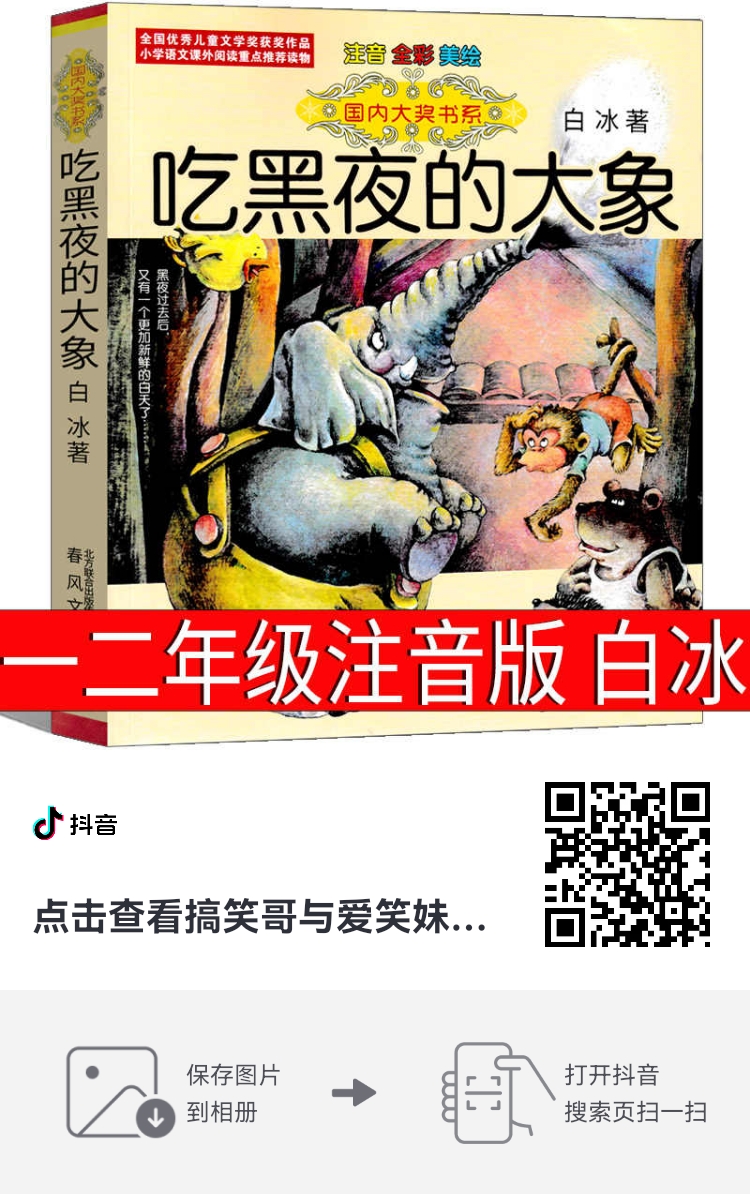 全国优秀儿童文学奖获奖作品
小学语文课外阅读重点推荐读物
注音 全彩 美绘
国内大奖书系
白 冰 著
吃黑夜的大象
黑夜过去后，
又有一个更加新鲜的白天了……
国内大奖书系
吃黑夜的大象
白 冰 著
春风文
北方联合出版
一二年级注音版 白冰
抖音
点击查看搞笑哥与爱笑妹...
保存图片
到相册
打开抖音
搜索页扫一扫